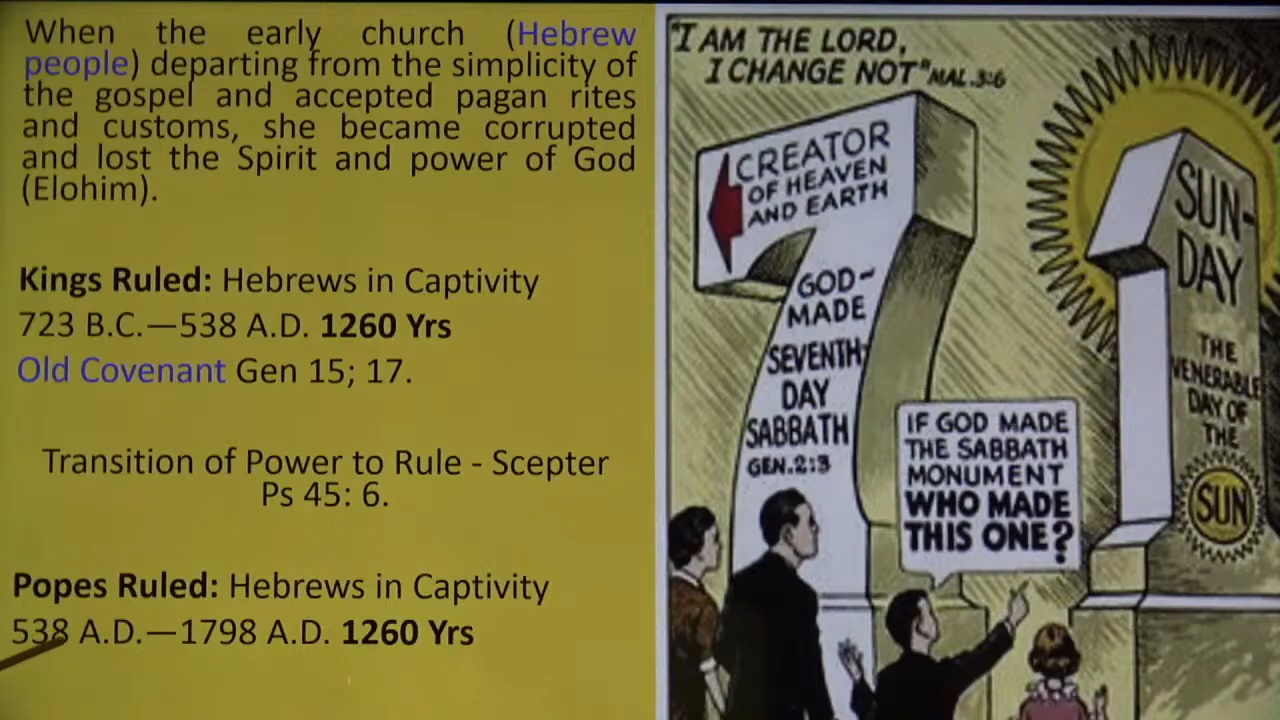 When the early church (Hebrew
people) departing from the simplicity of
the gospel and accepted pagan rites
and customs, she became corrupted
and lost the Spirit and power of God
(Elohim).
Kings Ruled: Hebrews in Captivity
723 B.C.—538 A.D. 1260 Yrs
Old Covenant Gen 15; 17.
Transition of Power to Rule - Scepter
Ps 45: 6.
Popes Ruled: Hebrews in Captivity
538 A.D.—1798 A.D. 1260 Yrs
"I AM THE LORD,
I CHANGE NOT" MAL. 3:6
CREATOR
OF HEAVEN
AND EARTH
GOD-
MADE
SEVENTH-
DAY
SABBATH
GEN. 2:3
IF GOD MADE
THE SABBATH
MONUMENT
WHO MADE
THIS ONE?
SUN-
DAY
THE
VENERABLE
DAY OF
THE
SUN